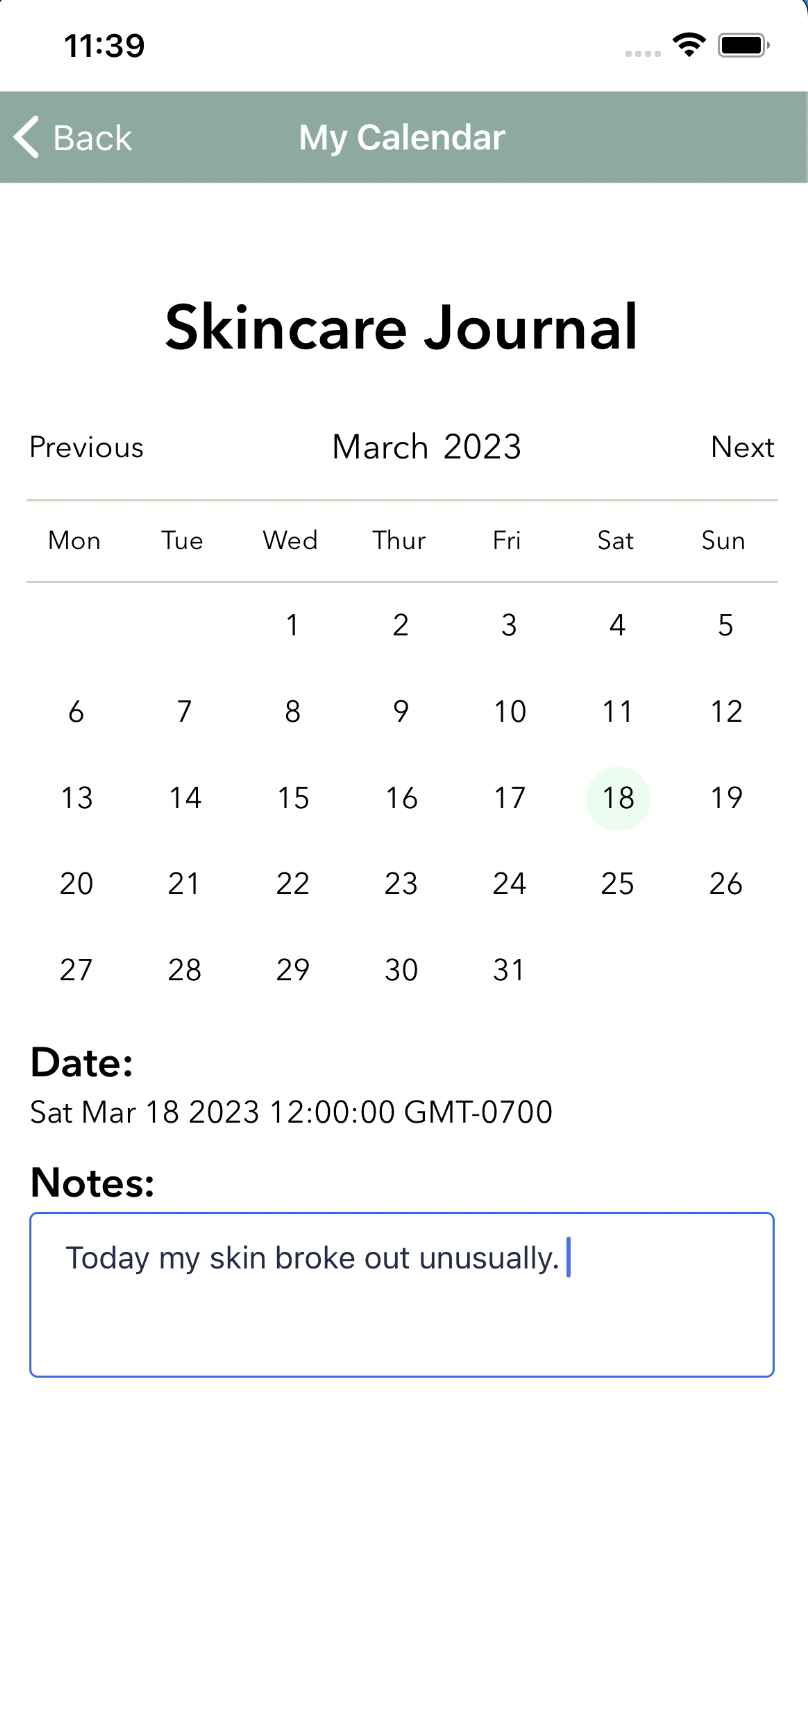 11:39
Back My Calendar
Skincare Journal
Previous March 2023 Next
Mon Tue Wed Thur Fri Sat Sun
1 2 3 4 5
6 7 8 9 10 11 12
13 14 15 16 17 18 19
20 21 22 23 24 25 26
27 28 29 30 31
Date:
Sat Mar 18 2023 12:00:00 GMT-0700
Notes:
Today my skin broke out unusually.